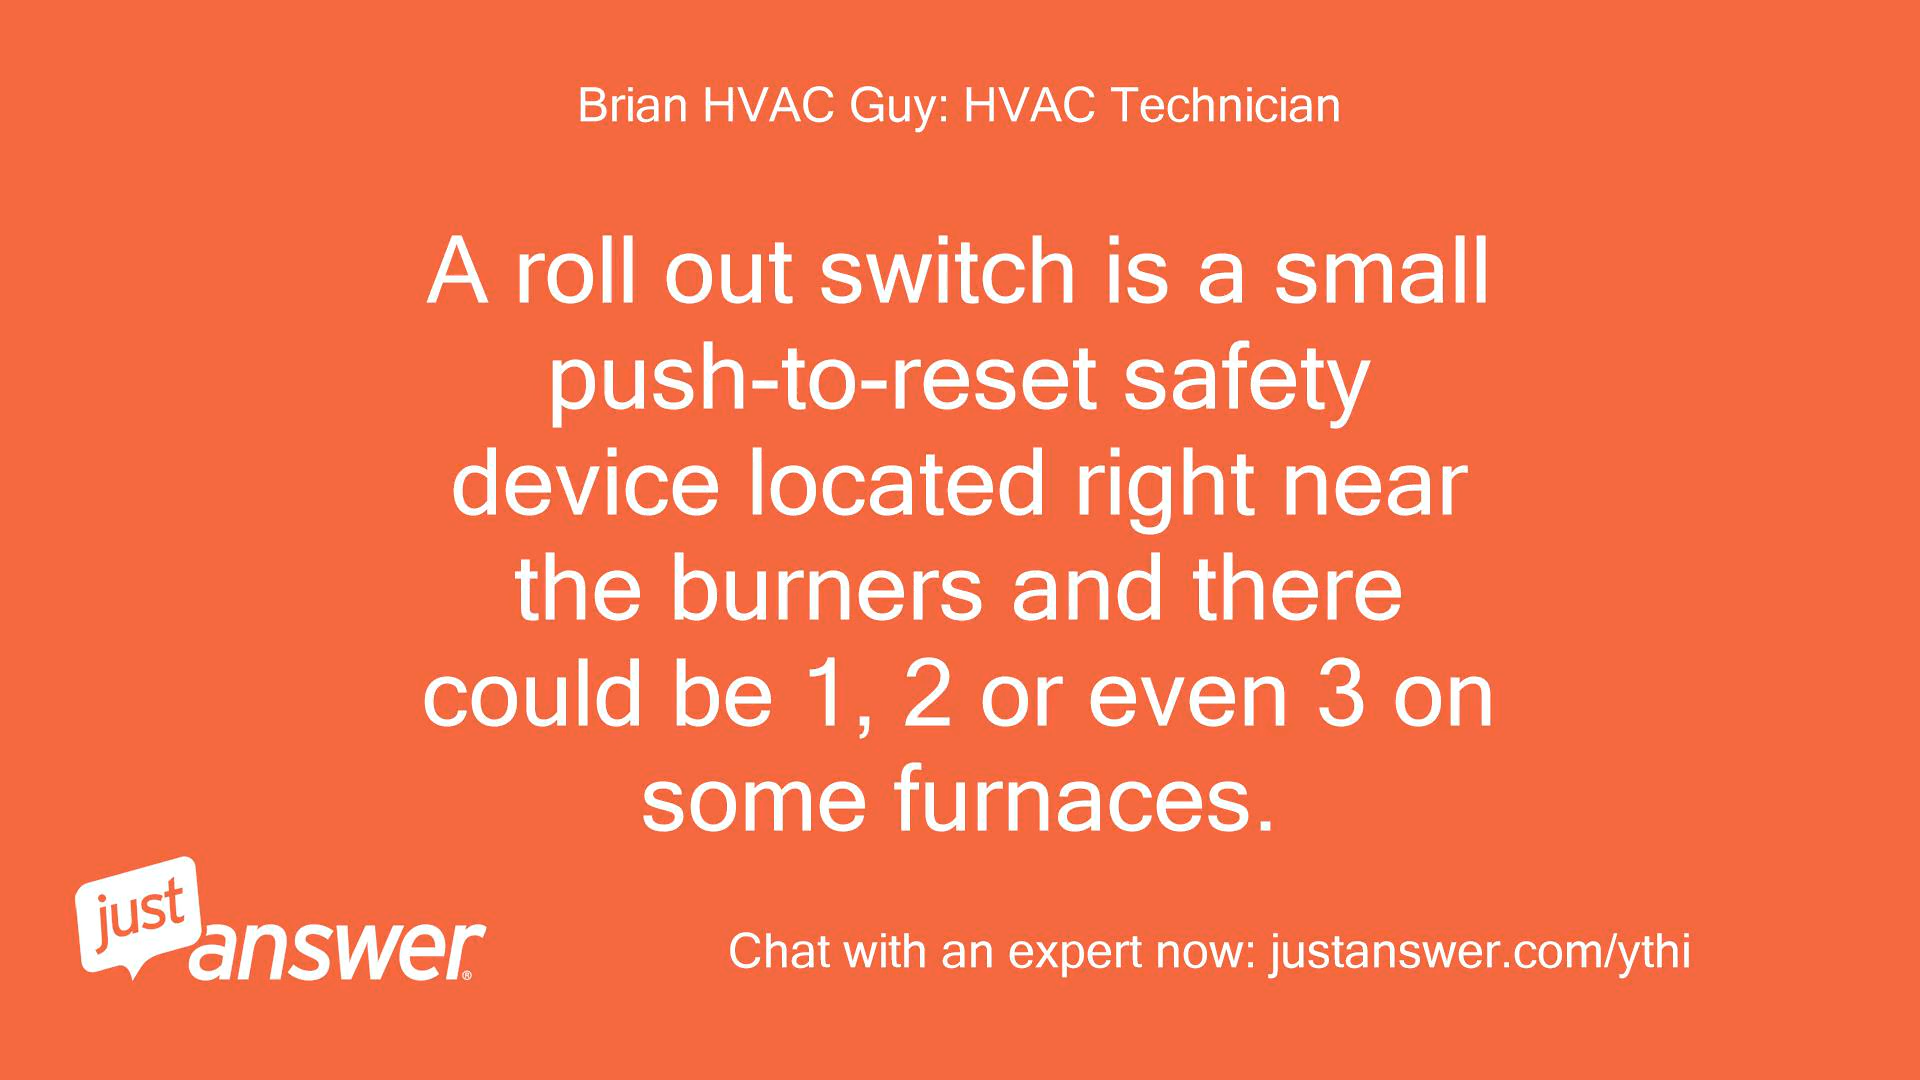 Brian HVAC Guy: HVAC Technician
A roll out switch is a small
push-to-reset safety
device located right near
the burners and there
could be 1, 2 or even 3 on
some furnaces.
just
answer®
Chat with an expert now: justanswer.com/ythi